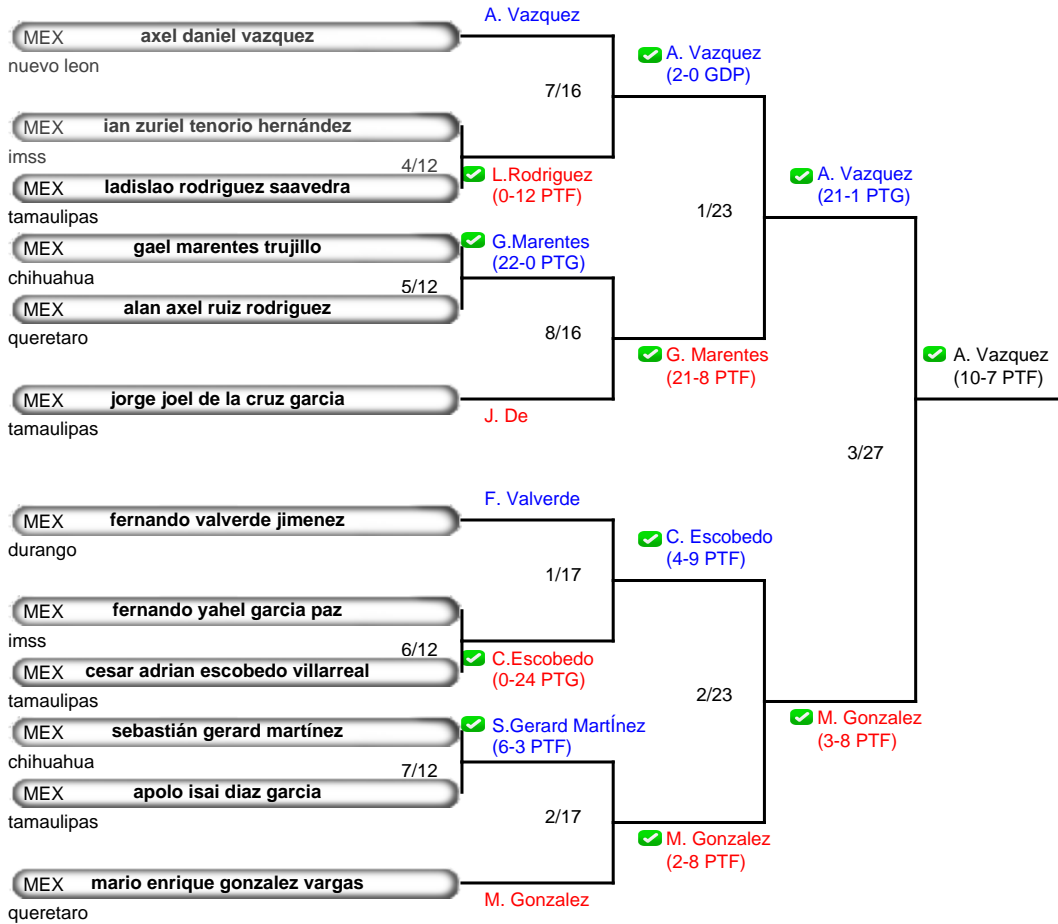 A. Vazquez
MEX axel daniel vazquez
nuevo leon
A. Vazquez
(2-0 GDP)
7/16
MEX ian zuriel tenorio hernández
imss
4/12
MEX ladislao rodriguez saavedra
tamaulipas
L.Rodriguez
(0-12 PTF)
A. Vazquez
(21-1 PTG)
1/23
MEX gael marentes trujillo
chihuahua
G.Marentes
(22-0 PTG)
5/12
MEX alan axel ruiz rodriguez
queretaro
8/16
G. Marentes
(21-8 PTF)
A. Vazquez
(10-7 PTF)
MEX jorge joel de la cruz garcia
tamaulipas
J. De
3/27
F. Valverde
MEX fernando valverde jimenez
durango
C. Escobedo
(4-9 PTF)
1/17
MEX fernando yahel garcia paz
imss
6/12
MEX cesar adrian escobedo villarreal
tamaulipas
C.Escobedo
(0-24 PTG)
2/23
MEX sebastián gerard martínez
chihuahua
S.Gerard MartÍnez
(6-3 PTF)
M. Gonzalez
(3-8 PTF)
7/12
MEX apolo isai diaz garcia
tamaulipas
2/17
M. Gonzalez
(2-8 PTF)
MEX mario enrique gonzalez vargas
queretaro
M. Gonzalez